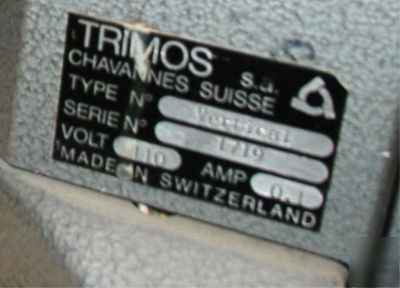 TRIMOS s.a.
CHAVANNES SUISSE
TYPE N° Vertical
SERIE N° 1719
VOLT 110 AMP 0.1
MADE IN SWITZERLAND